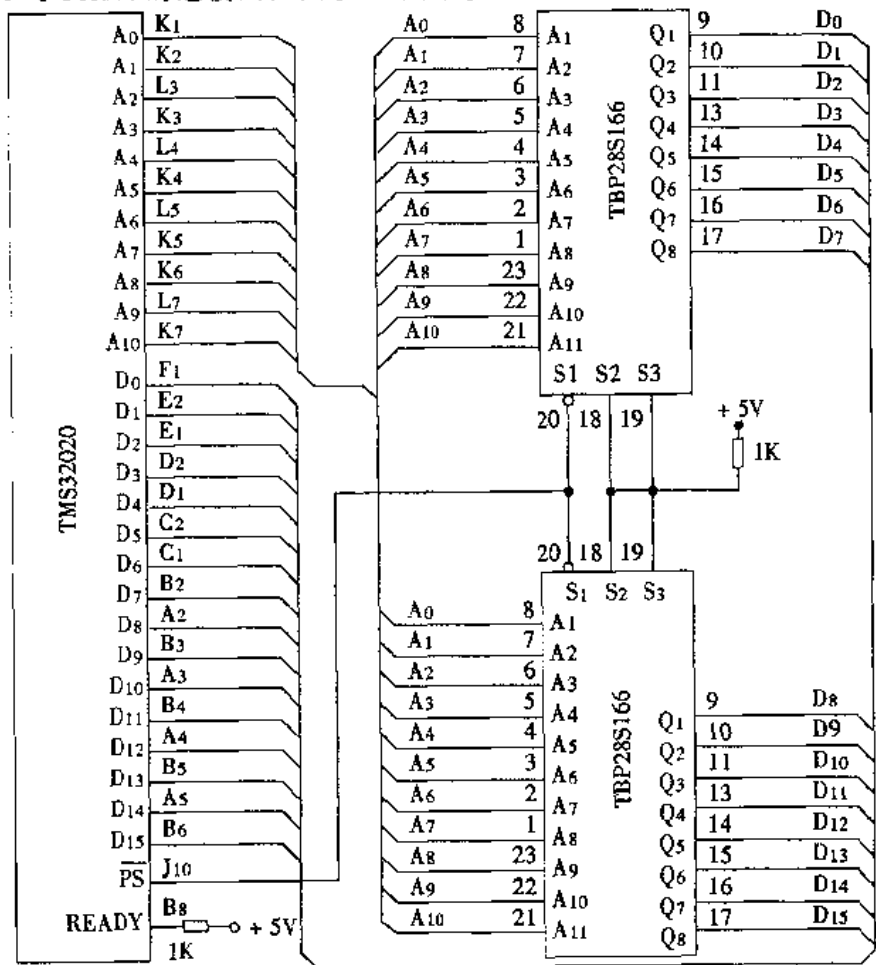 TMS32020
A0 K1
A1 K2
A2 L3
A3 K3
A4 L4
A5 K4
A6 L5
A7 K5
A8 K6
A9 L7
A10 K7
D0 F1
D1 E2
D2 E1
D3 D2
D4 D1
D5 C2
D6 C1
D7 B2
D8 A2
D9 B3
D10 A3
D11 B4
D12 A4
D13 B5
D14 A5
D15 B6
PS J10
READY B8
1K
+ 5V
TBP28S166
A0 8 A1
A1 7 A2
A2 6 A3
A3 5 A4
A4 4 A5
A5 3 A6
A6 2 A7
A7 1 A8
A8 23 A9
A9 22 A10
A10 21 A11
Q1 9 D0
Q2 10 D1
Q3 11 D2
Q4 13 D3
Q5 14 D4
Q6 15 D5
Q7 16 D6
Q8 17 D7
S1 S2 S3
20 18 19
+ 5V
1K
20 18 19
S1 S2 S3
TBP28S166
A0 8 A1
A1 7 A2
A2 6 A3
A3 5 A4
A4 4 A5
A5 3 A6
A6 2 A7
A7 1 A8
A8 23 A9
A9 22 A10
A10 21 A11
Q1 9 D8
Q2 10 D9
Q3 11 D10
Q4 13 D11
Q5 14 D12
Q6 15 D13
Q7 16 D14
Q8 17 D15